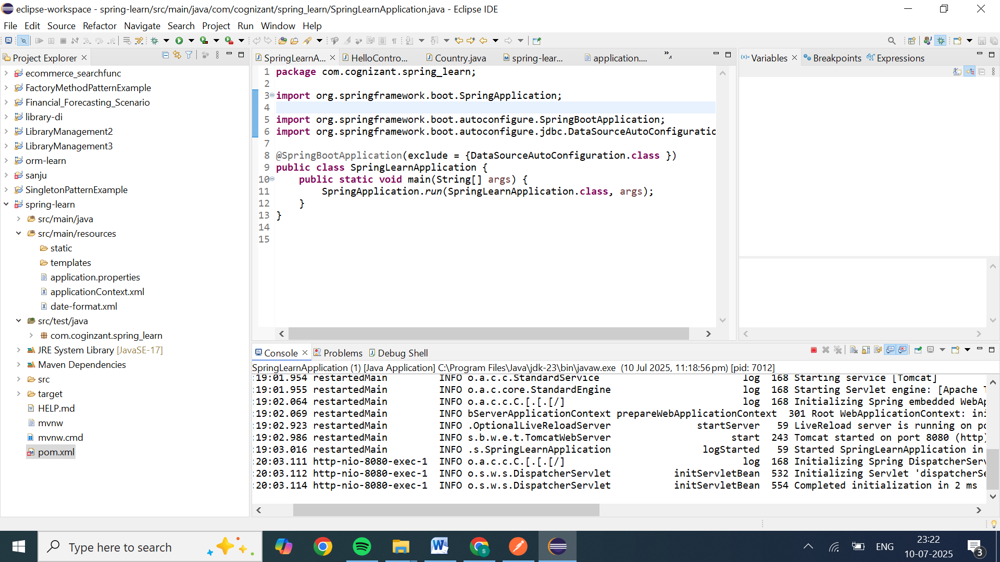 eclipse-workspace - spring-learn/src/main/java/com/cognizant/spring_learn/SpringLearnApplication.java - Eclipse IDE
File Edit Source Refactor Navigate Search Project Run Window Help
Project Explorer
ecommerce_searchfunc
FactoryMethodPatternExample
Financial_Forecasting_Scenario
library-di
LibraryManagement2
LibraryManagement3
orm-learn
sanju
SingletonPatternExample
spring-learn
src/main/java
src/main/resources
static
templates
application.properties
applicationContext.xml
date-format.xml
src/test/java
com.coginzant.spring_learn
JRE System Library [JavaSE-17]
Maven Dependencies
src
target
HELP.md
mvnw
mvnw.cmd
pom.xml
SpringLearnA... HelloContro... Country.java spring-lear... application.... »4
1 package com.cognizant.spring_learn;
2
3 import org.springframework.boot.SpringApplication;
4
5 import org.springframework.boot.autoconfigure.SpringBootApplication;
6 import org.springframework.boot.autoconfigure.jdbc.DataSourceAutoConfiguratio
7
8 @SpringBootApplication(exclude = {DataSourceAutoConfiguration.class })
9 public class SpringLearnApplication {
10 public static void main(String[] args) {
11 SpringApplication.run(SpringLearnApplication.class, args);
12 }
13 }
14
15
Variables Breakpoints Expressions
Console Problems Debug Shell
SpringLearnApplication (1) [Java Application] C:\Program Files\Java\jdk-23\bin\javaw.exe (10 Jul 2025, 11:18:56 pm) [pid: 7012]
:19:01.954 restartedMain INFO o.a.c.c.StandardService log 168 Starting service [Tomcat]
:19:01.955 restartedMain INFO o.a.c.core.StandardEngine log 168 Starting Servlet engine: [Apache T
:19:02.064 restartedMain INFO o.a.c.c.C.[.[.[/] log 168 Initializing Spring embedded WebAp
:19:02.069 restartedMain INFO bServerApplicationContext prepareWebApplicationContext 301 Root WebApplicationContext: ini
:19:02.923 restartedMain INFO .OptionalLiveReloadServer startServer 59 LiveReload server is running on po
:19:02.986 restartedMain INFO s.b.w.e.t.TomcatWebServer start 243 Tomcat started on port 8080 (http)
:19:03.016 restartedMain INFO .s.SpringLearnApplication logStarted 59 Started SpringLearnApplication in
:20:03.111 http-nio-8080-exec-1 INFO o.a.c.c.C.[.[.[/] log 168 Initializing Spring DispatcherServ
:20:03.112 http-nio-8080-exec-1 INFO o.s.w.s.DispatcherServlet initServletBean 532 Initializing Servlet 'dispatcherSe
:20:03.114 http-nio-8080-exec-1 INFO o.s.w.s.DispatcherServlet initServletBean 554 Completed initialization in 2 ms
Type here to search
ENG
23:22
10-07-2025
3